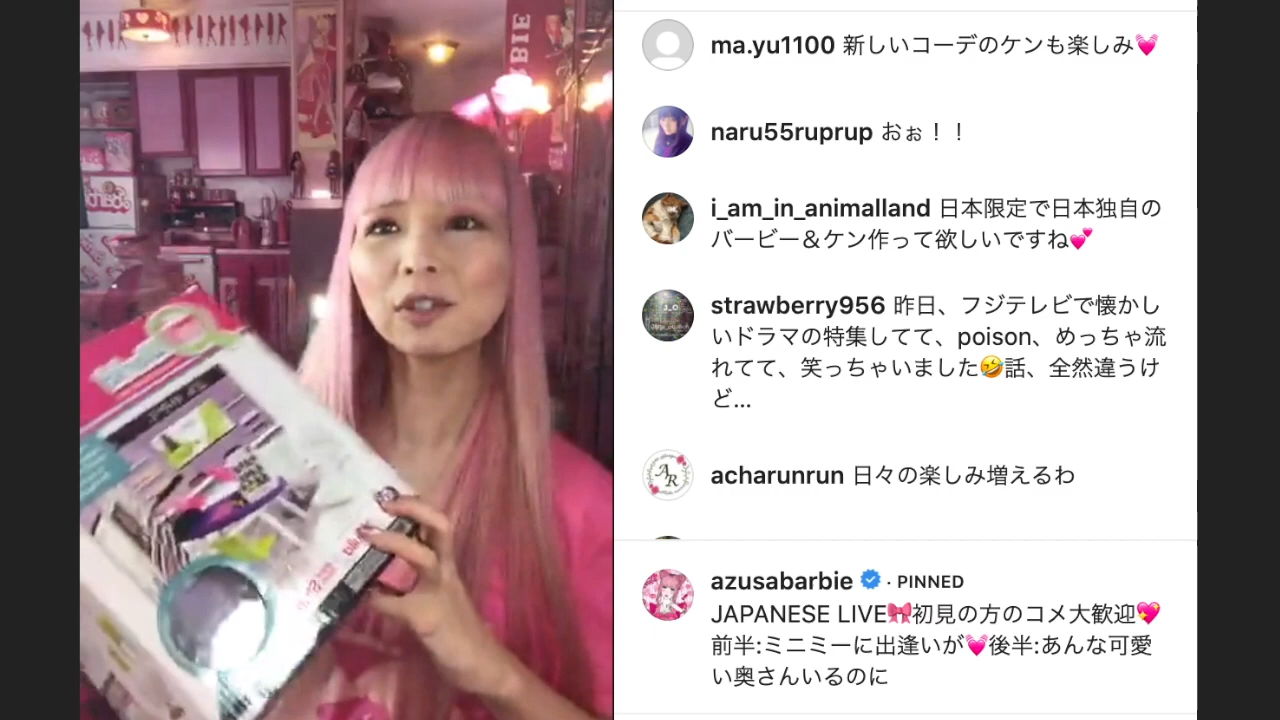 BBIE
ma.yu1100 新しいコーデのケンも楽しみ💓
naru55ruprup おぉ！！
i_am_in_animalland 日本限定で日本独自の
バービー＆ケン作って欲しいですね💕
strawberry956 昨日、フジテレビで懐かし
いドラマの特集してて、poison、めっちゃ流
れてて、笑っちゃいました🤣話、全然違うけ
ど...
AR
acharunrun 日々の楽しみ増えるわ
azusabarbie · PINNED
JAPANESE LIVE🎀初見の方のコメ大歓迎💖
前半:ミニミーに出逢いが💓後半:あんな可愛
い奥さんいるのに